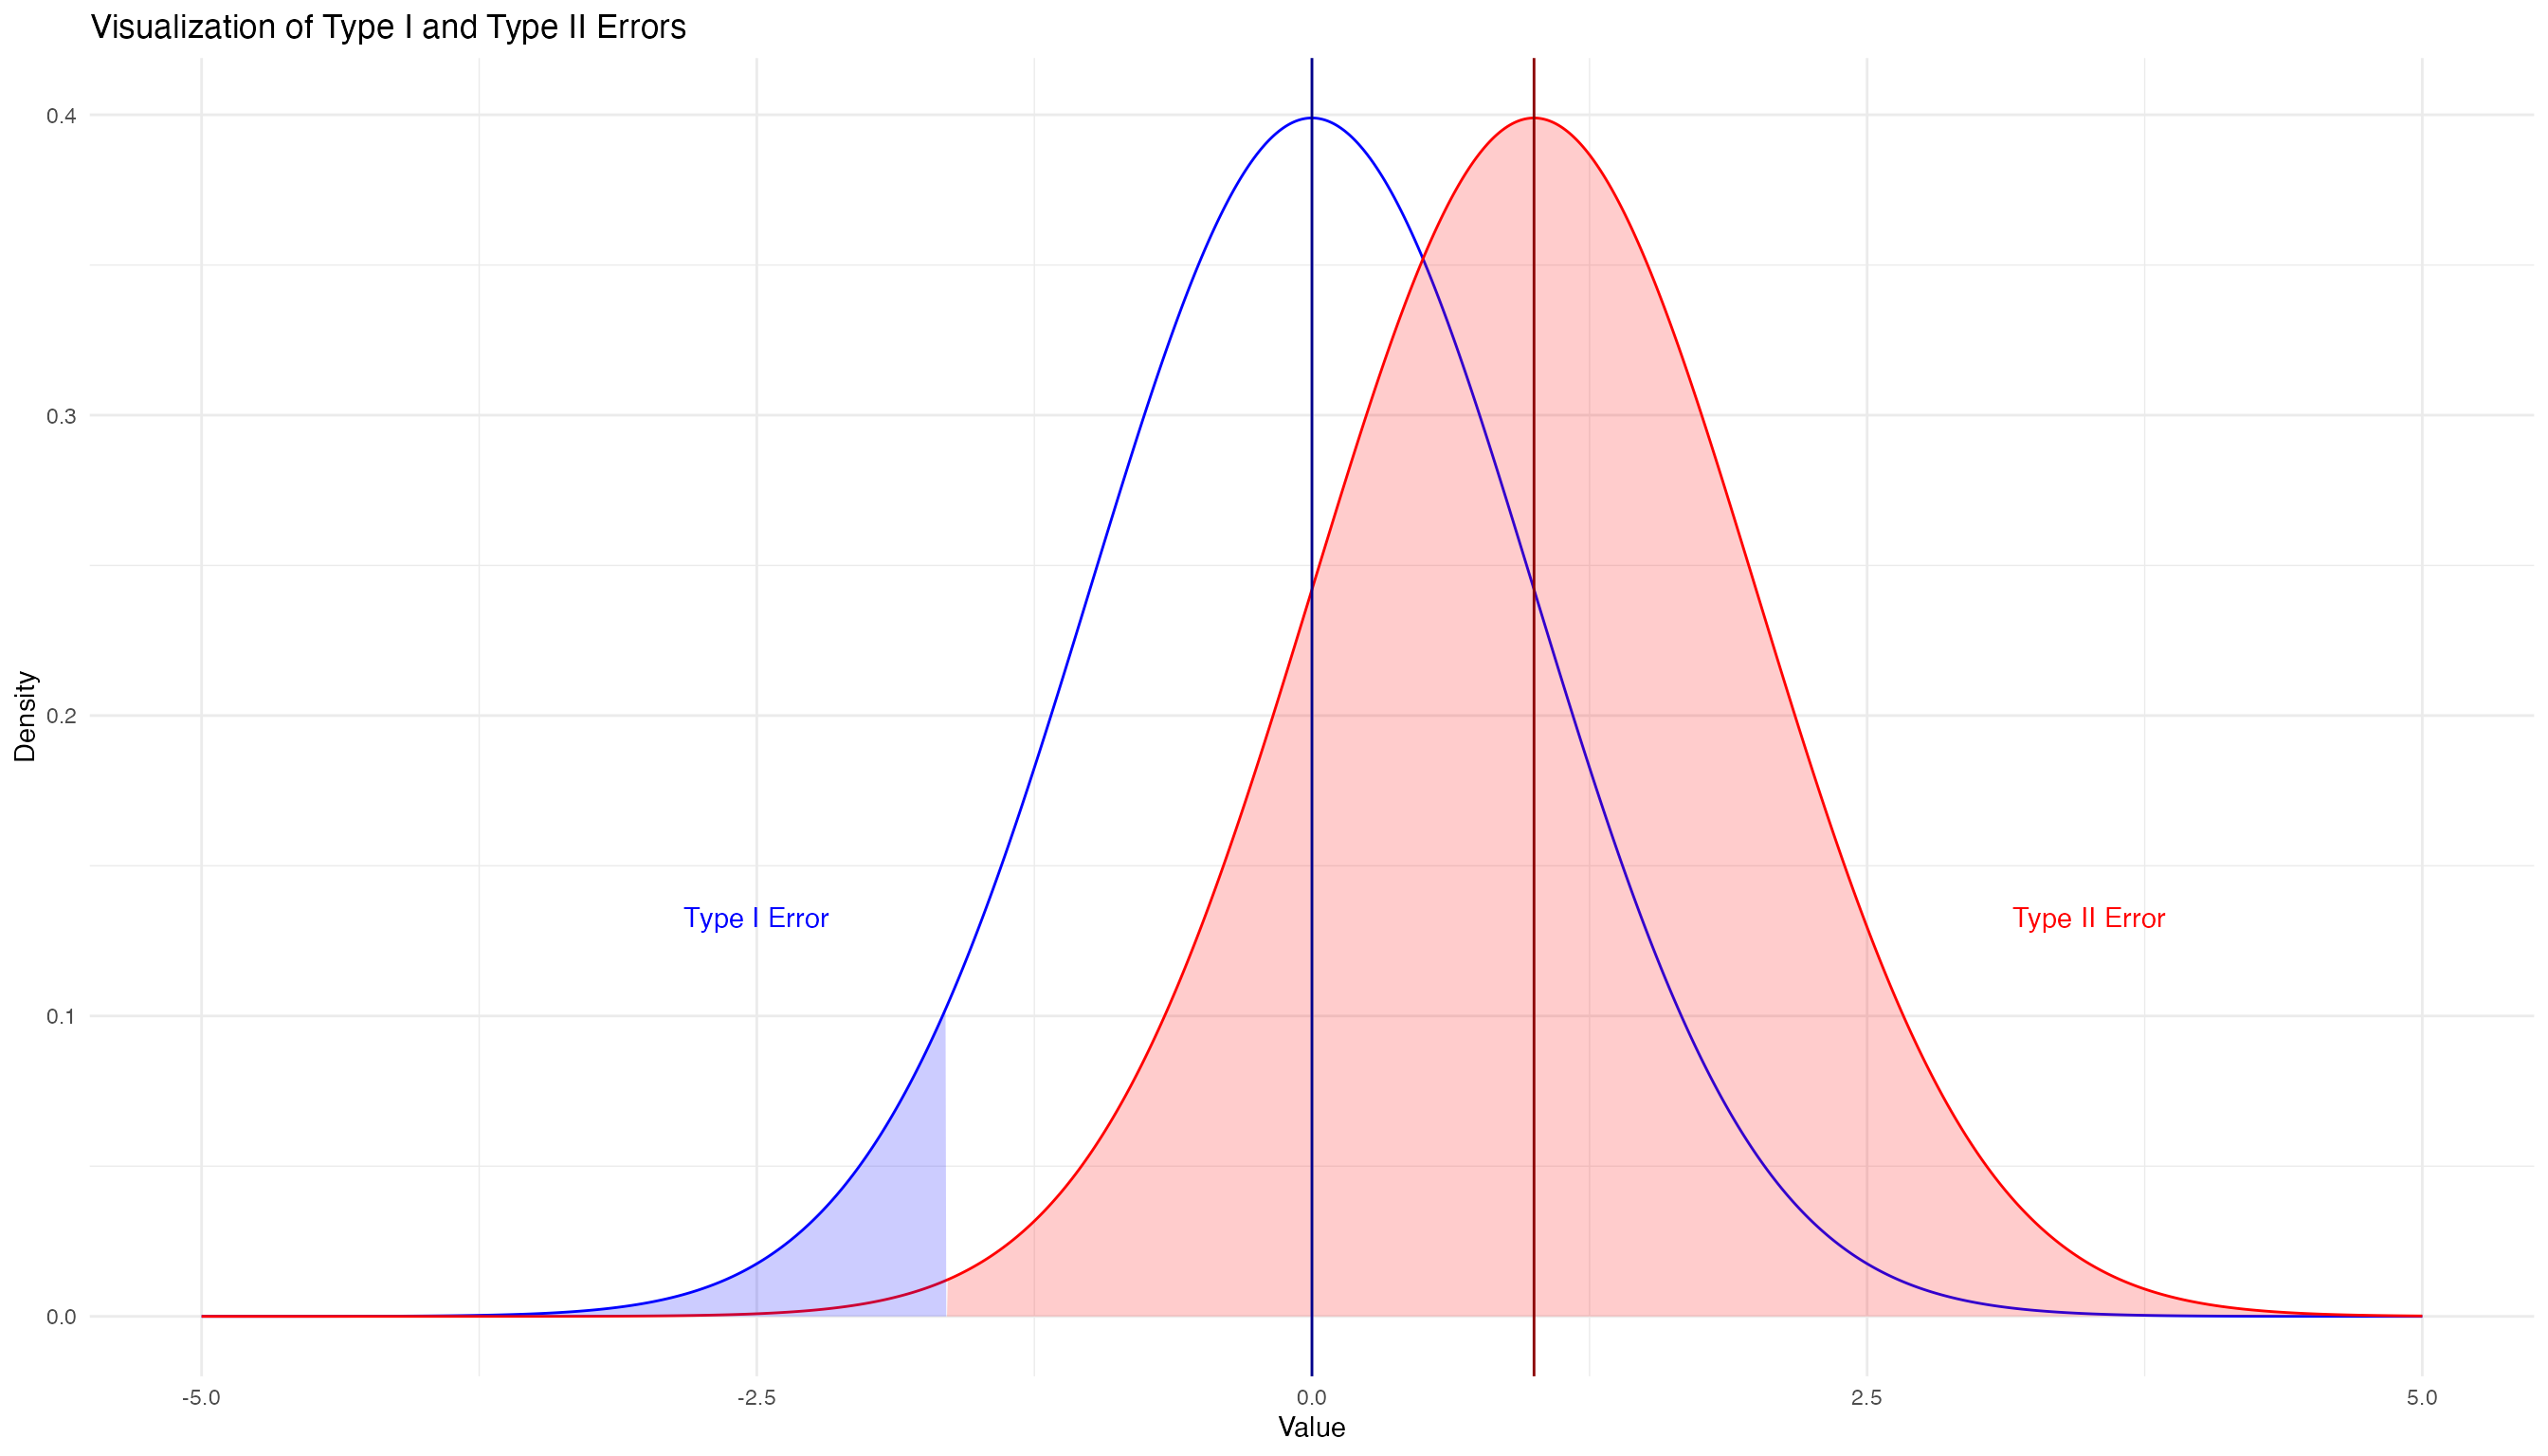 Visualization of Type I and Type II Errors
0.4
0.3
0.2
0.1
0.0
Density
Type I Error
Type II Error
-5.0
-2.5
0.0
2.5
5.0
Value